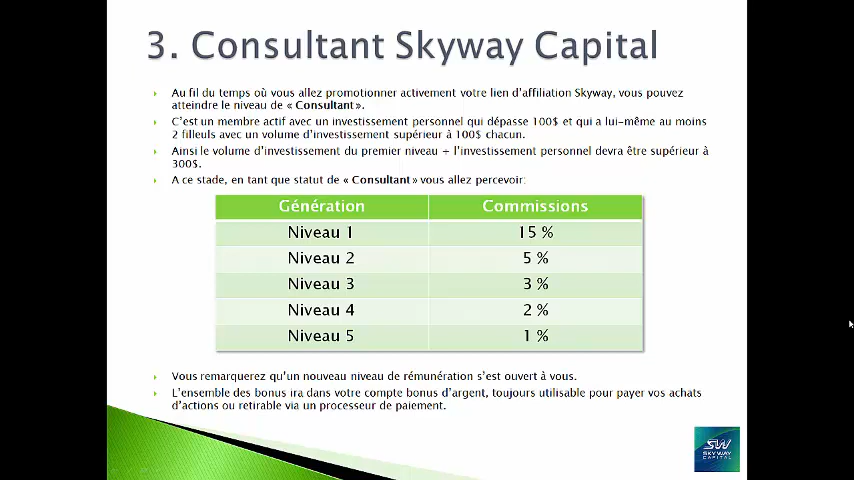 3. Consultant Skyway Capital
Au fil du temps où vous allez promotionner activement votre lien d'affiliation Skyway, vous pouvez
atteindre le niveau de « Consultant ».
C'est un membre actif avec un investissement personnel qui dépasse 100$ et qui a lui-même au moins
2 filleuls avec un volume d'investissement supérieur à 100$ chacun.
Ainsi le volume d'investissement du premier niveau + l'investissement personnel devra être supérieur à
300$.
A ce stade, en tant que statut de « Consultant » vous allez percevoir:
Génération Commissions
Niveau 1 15 %
Niveau 2 5 %
Niveau 3 3 %
Niveau 4 2 %
Niveau 5 1 %
Vous remarquerez qu'un nouveau niveau de rémunération s'est ouvert à vous.
L'ensemble des bonus ira dans votre compte bonus d'argent, toujours utilisable pour payer vos achats
d'actions ou retirable via un processeur de paiement.
SW
SKY WAY
CAPITAL